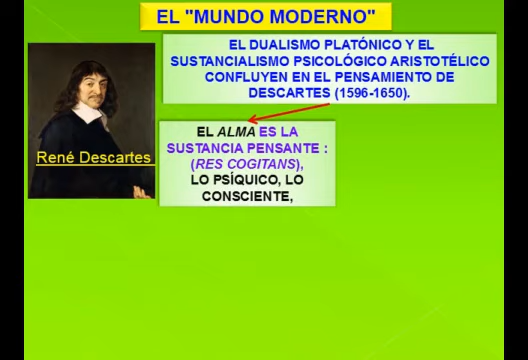 EL "MUNDO MODERNO"
EL DUALISMO PLATÓNICO Y EL
SUSTANCIALISMO PSICOLÓGICO ARISTOTÉLICO
CONFLUYEN EN EL PENSAMIENTO DE
DESCARTES (1596-1650).
EL ALMA ES LA
SUSTANCIA PENSANTE :
(RES COGITANS),
LO PSÍQUICO, LO
CONSCIENTE,
René Descartes